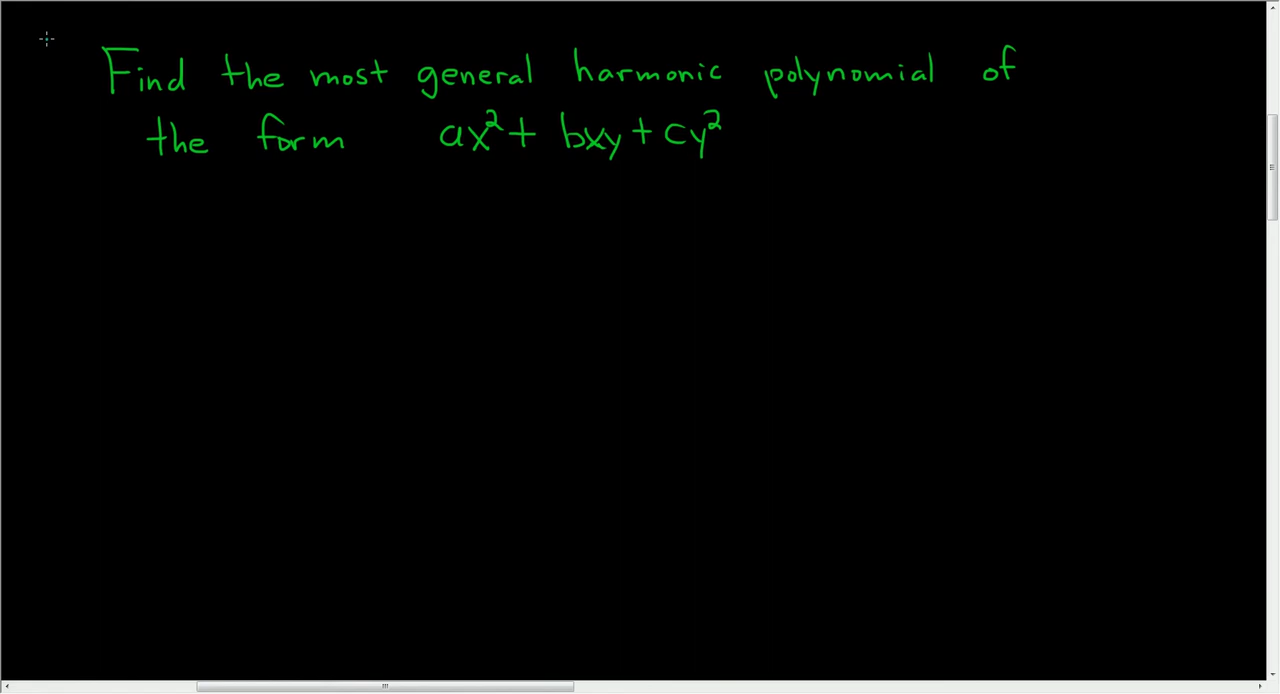 Find the most general harmonic polynomial of
the form ax²+ bxy + cy²